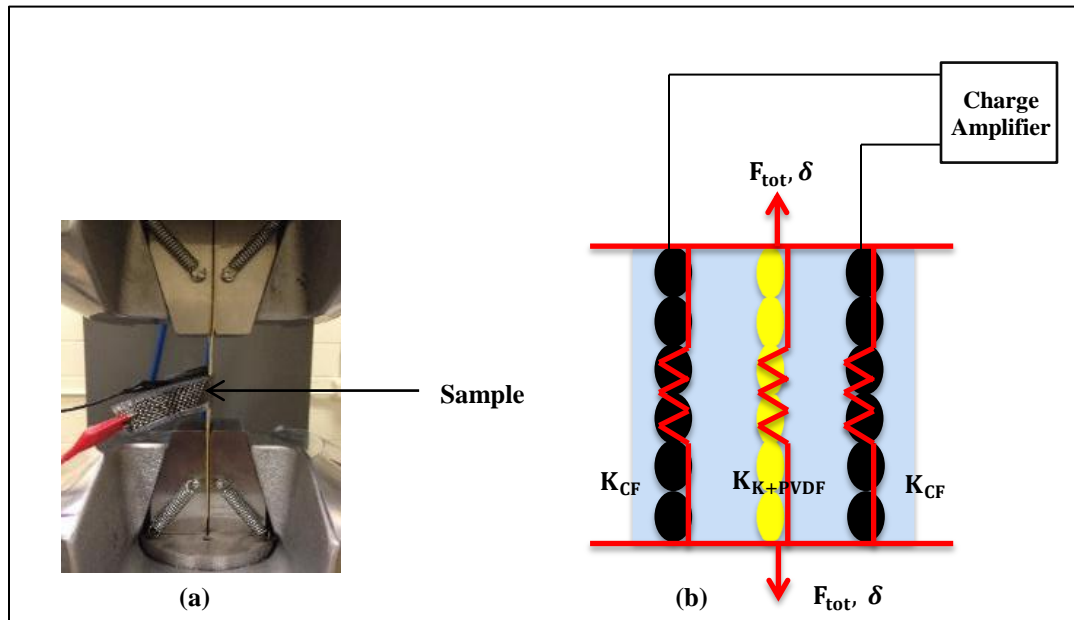 Charge
Amplifier
F_tot, δ
Sample
K_CF
K_K+PVDF
K_CF
(a)
(b)
F_tot, δ